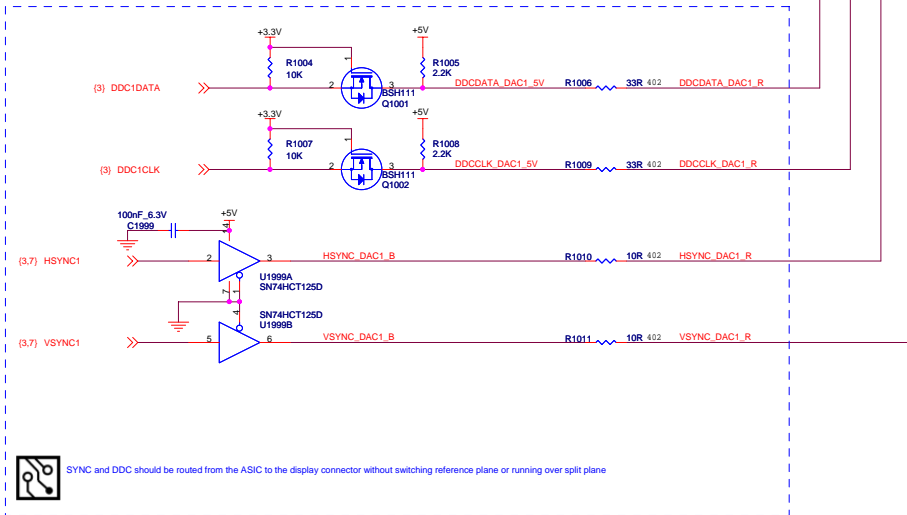 +3.3V
+5V
R1004
10K
1
R1005
2.2K
{3} DDC1DATA
2
3
BSH111
Q1001
DDCDATA_DAC1_5V
R1006
33R 402
DDCDATA_DAC1_R
+3.3V
+5V
R1007
10K
1
R1008
2.2K
{3} DDC1CLK
2
3
BSH111
Q1002
DDCCLK_DAC1_5V
R1009
33R 402
DDCCLK_DAC1_R
100nF_6.3V
C1999
+5V
14
{3,7} HSYNC1
2
3
HSYNC_DAC1_B
R1010
10R 402
HSYNC_DAC1_R
U1999A
SN74HCT125D
7
1
4
SN74HCT125D
U1999B
{3,7} VSYNC1
5
6
VSYNC_DAC1_B
R1011
10R 402
VSYNC_DAC1_R
SYNC and DDC should be routed from the ASIC to the display connector without switching reference plane or running over split plane